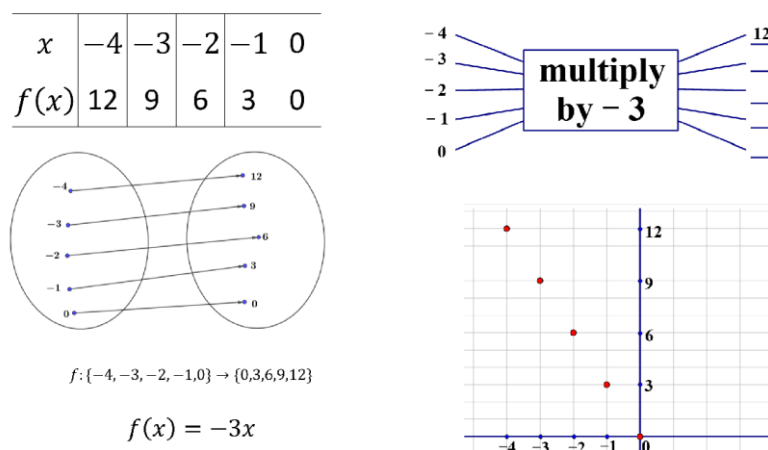 x −4 −3 −2 −1 0
f(x) 12 9 6 3 0
−4 12
−3 9
−2 6
−1 3
0 0
f:{−4,−3,−2,−1,0} → {0,3,6,9,12}
f(x) = −3x
−4
−3
−2
−1
0
multiply
by − 3
12
12
9
6
3
−4 −3 −2 −1 0